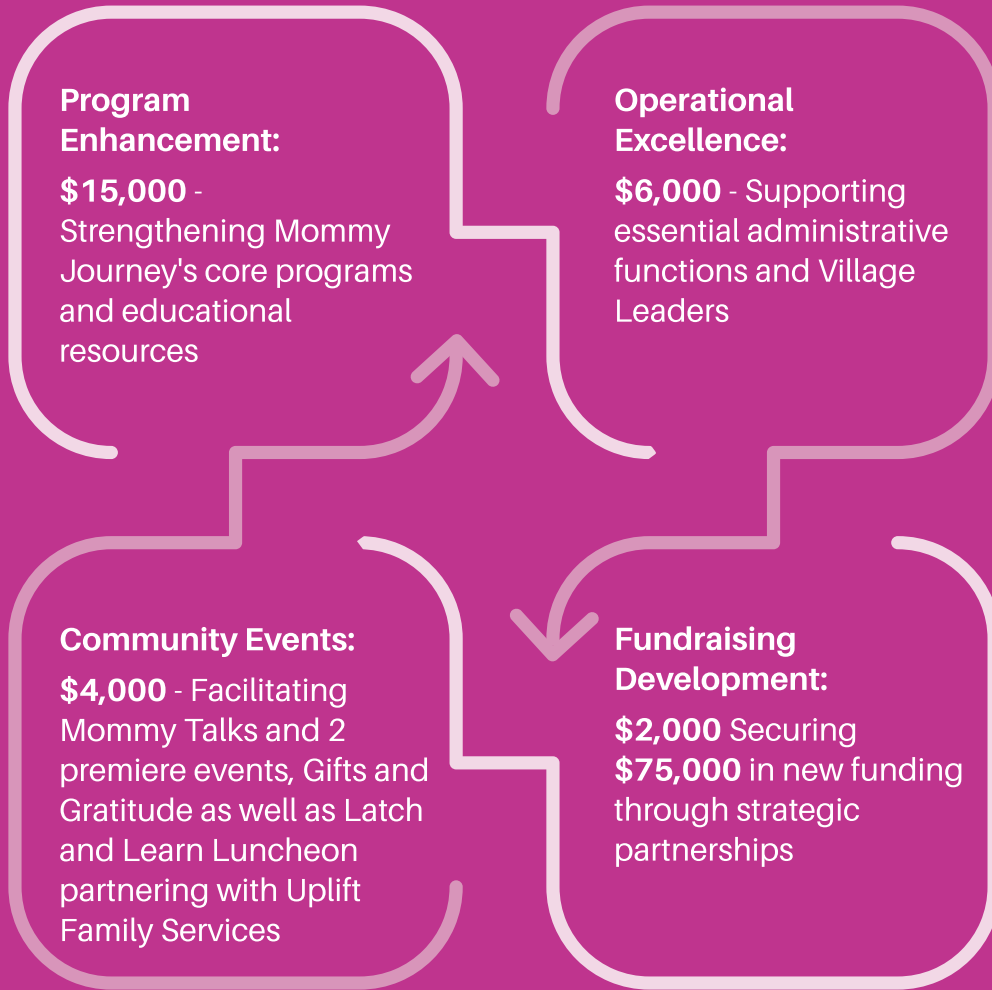 Program
Enhancement:
$15,000 -
Strengthening Mommy
Journey's core programs
and educational
resources
Operational
Excellence:
$6,000 - Supporting
essential administrative
functions and Village
Leaders
Community Events:
$4,000 - Facilitating
Mommy Talks and 2
premiere events, Gifts and
Gratitude as well as Latch
and Learn Luncheon
partnering with Uplift
Family Services
Fundraising
Development:
$2,000 Securing
$75,000 in new funding
through strategic
partnerships